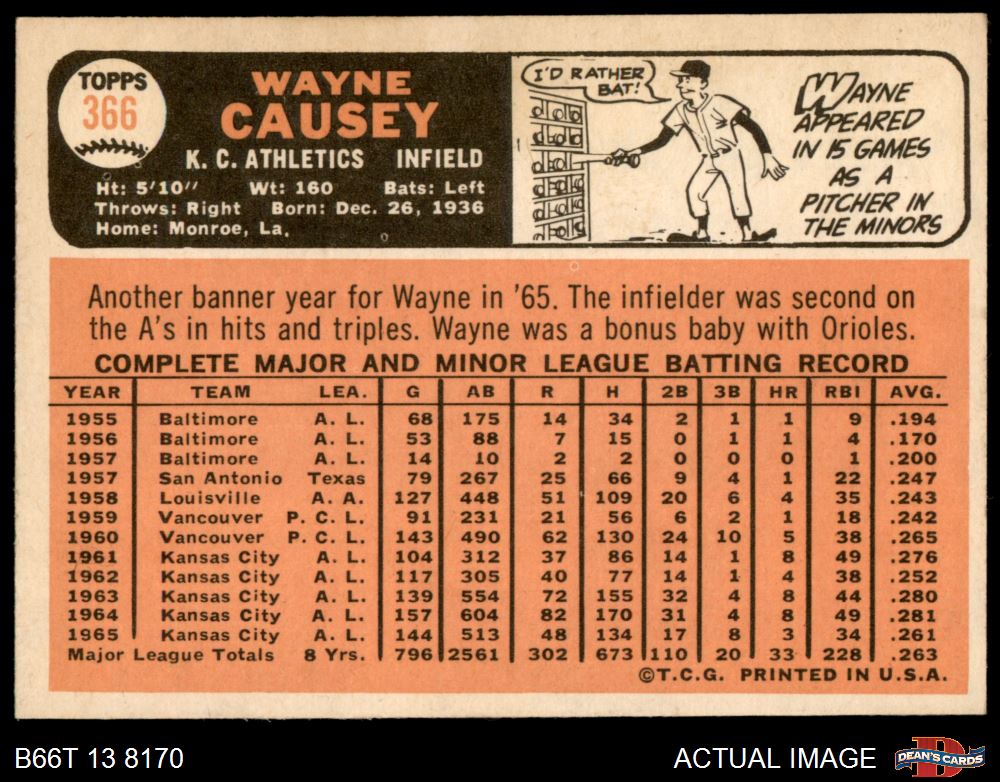 TOPPS
366
WAYNE
CAUSEY
K. C. ATHLETICS INFIELD
Ht: 5'10" Wt: 160 Bats: Left
Throws: Right Born: Dec. 26, 1936
Home: Monroe, La.
I'D RATHER
BAT!
WAYNE
APPEARED
IN 15 GAMES
AS A
PITCHER IN
THE MINORS
Another banner year for Wayne in '65. The infielder was second on
the A's in hits and triples. Wayne was a bonus baby with Orioles.
COMPLETE MAJOR AND MINOR LEAGUE BATTING RECORD
YEAR TEAM LEA. G AB R H 2B 3B HR RBI AVG.
1955 Baltimore A. L. 68 175 14 34 2 1 1 9 .194
1956 Baltimore A. L. 53 88 7 15 0 1 1 4 .170
1957 Baltimore A. L. 14 10 2 2 0 0 0 1 .200
1957 San Antonio Texas 79 267 25 66 9 4 1 22 .247
1958 Louisville A. A. 127 448 51 109 20 6 4 35 .243
1959 Vancouver P. C. L. 91 231 21 56 6 2 1 18 .242
1960 Vancouver P. C. L. 143 490 62 130 24 10 5 38 .265
1961 Kansas City A. L. 104 312 37 86 14 1 8 49 .276
1962 Kansas City A. L. 117 305 40 77 14 1 4 38 .252
1963 Kansas City A. L. 139 554 72 155 32 4 8 44 .280
1964 Kansas City A. L. 157 604 82 170 31 4 8 49 .281
1965 Kansas City A. L. 144 513 48 134 17 8 3 34 .261
Major League Totals 8 Yrs. 796 2561 302 673 110 20 33 228 .263
©T.C.G. PRINTED IN U.S.A.
B66T 13 8170
ACTUAL IMAGE
D
DEAN'S CARDS